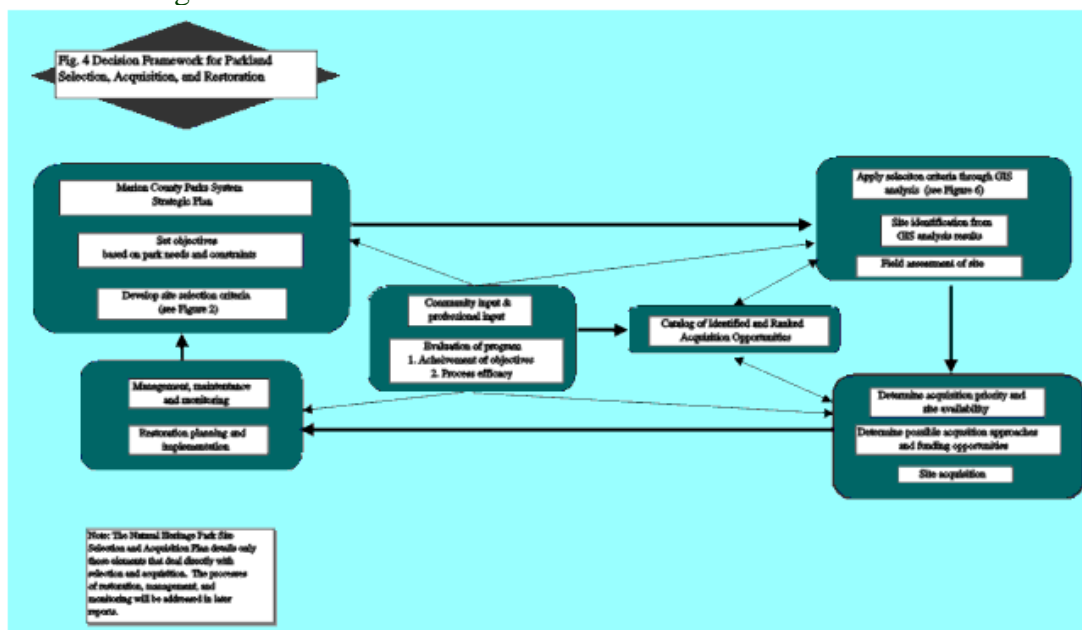 Fig. 4 Decision Framework for Parkland
Selection, Acquisition, and Restoration
Marion County Parks System
Strategic Plan
Set objectives
based on park needs and constraints
Develop site selection criteria
(see Figure 2)
Apply seleciton criteria through GIS
analysis (see Figure 6)
Site identification from
GIS analysis results
Field assessment of site
Community input &
professional input
Evaluation of program
1. Acheivement of objectives
2. Process efficacy
Catalog of Identified and Ranked
Acquisition Opportunities
Management, maintenance
and monitoring
Restoration planning and
implementation
Determine acquisition priority and
site availability
Determine possible acquisition approaches
and funding opportunities
Site acquisition
Note: The Natural Heritage Park Site
Selection and Acquisition Plan details only
those elements that deal directly with
selection and acquisition. The processes
of restoration, management, and
monitoring will be addressed in later
reports.